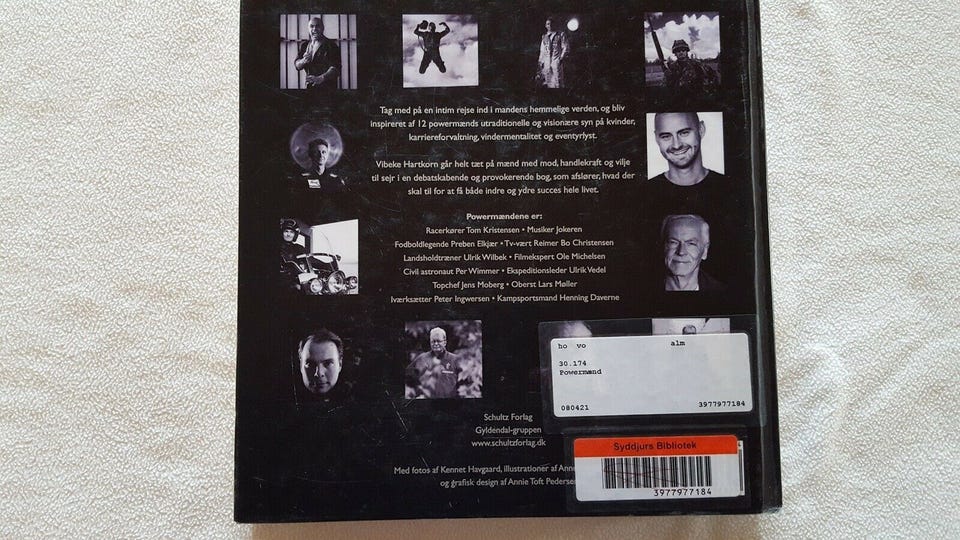 Tag med på en intim rejse ind i mandens hemmelige verden, og bliv
inspireret af 12 powermænds utraditionelle og visionære syn på kvinder,
karriereforvaltning, vindermentalitet og eventyrlyst.
Vibeke Hartkorn går helt tæt på mænd med mod, handlekraft og vilje
til sejr i en debatskabende og provokerende bog, som afslører, hvad der
skal til for at få både indre og ydre succes hele livet.
Powermændene er:
Racerkører Tom Kristensen • Musiker Jokeren
Fodboldlegende Preben Elkjær • Tv-vært Reimer Bo Christensen
Landsholdtræner Ulrik Wilbek • Filmekspert Ole Michelsen
Civil astronaut Per Wimmer • Ekspeditionsleder Ulrik Vedel
Topchef Jens Moberg • Oberst Lars Møller
Iværksætter Peter Ingwersen • Kampsportsmand Henning Daverne
ho vo alm
30.174
Powermænd
080421 3977977184
Schultz Forlag
Gyldendal-gruppen
www.schultzforlag.dk
Syddjurs Bibliotek
3977977184
Med fotos af Kennet Havgaard, illustrationer af Anne
og grafisk design af Annie Toft Pedersen